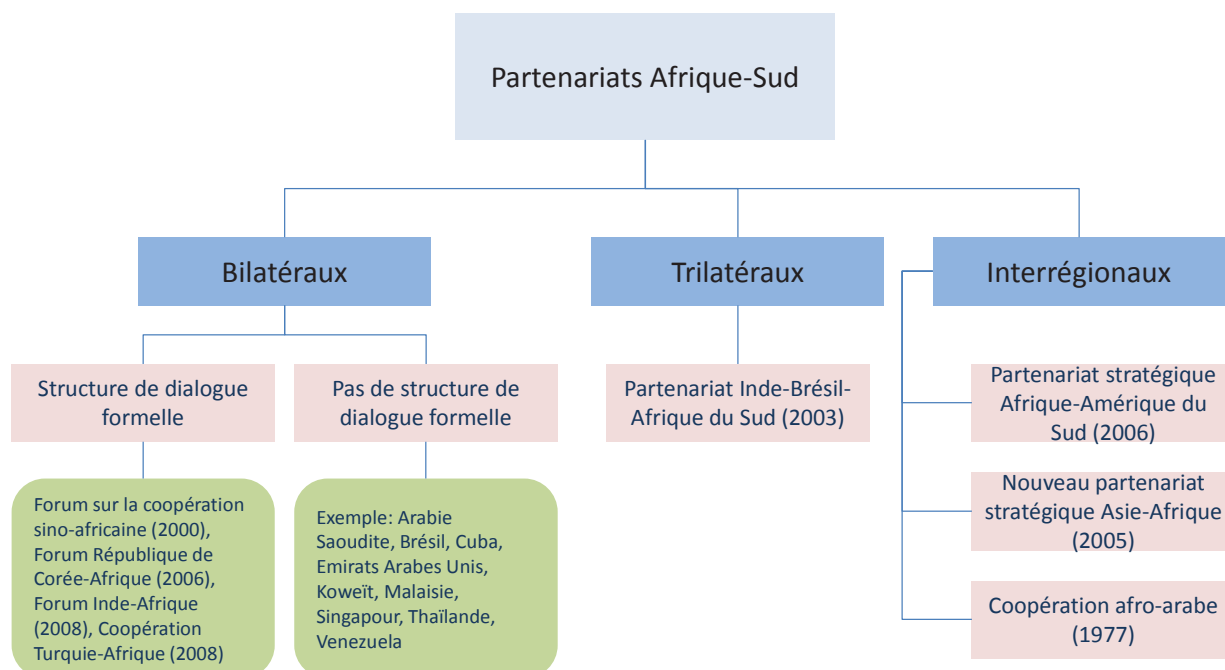 Partenariats Afrique-Sud
Bilatéraux
Trilatéraux
Interrégionaux
Structure de dialogue
formelle
Pas de structure de
dialogue formelle
Partenariat Inde-Brésil-
Afrique du Sud (2003)
Partenariat stratégique
Afrique-Amérique du
Sud (2006)
Forum sur la coopération
sino-africaine (2000),
Forum République de
Corée-Afrique (2006),
Forum Inde-Afrique
(2008), Coopération
Turquie-Afrique (2008)
Exemple: Arabie
Saoudite, Brésil, Cuba,
Emirats Arabes Unis,
Koweït, Malaisie,
Singapour, Thaïlande,
Venezuela
Nouveau partenariat
stratégique Asie-Afrique
(2005)
Coopération afro-arabe
(1977)